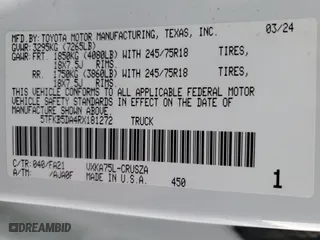 MFD.BY:TOYOTA MOTOR MANUFACTURING, TEXAS, INC. 03/24
GVWR: 3295KG (7265LB)
GAWR: FRT. 1850KG (4080LB) WITH 245/75R18 TIRES,
18X7.5J RIMS.
RR. 1750KG (3860LB) WITH 245/75R18 TIRES,
18X7.5J RIMS.
THIS VEHICLE CONFORMS TO ALL APPLICABLE FEDERAL MOTOR
VEHICLE SAFETY STANDARDS IN EFFECT ON THE DATE
OF MANUFACTURE SHOWN ABOVE.
5TFKB5DA4RX181272 TRUCK
C/TR: 040/FA21 VXKA75L-CRUSZA
A/TM: /AJA0F MADE IN U.S.A. 450 1